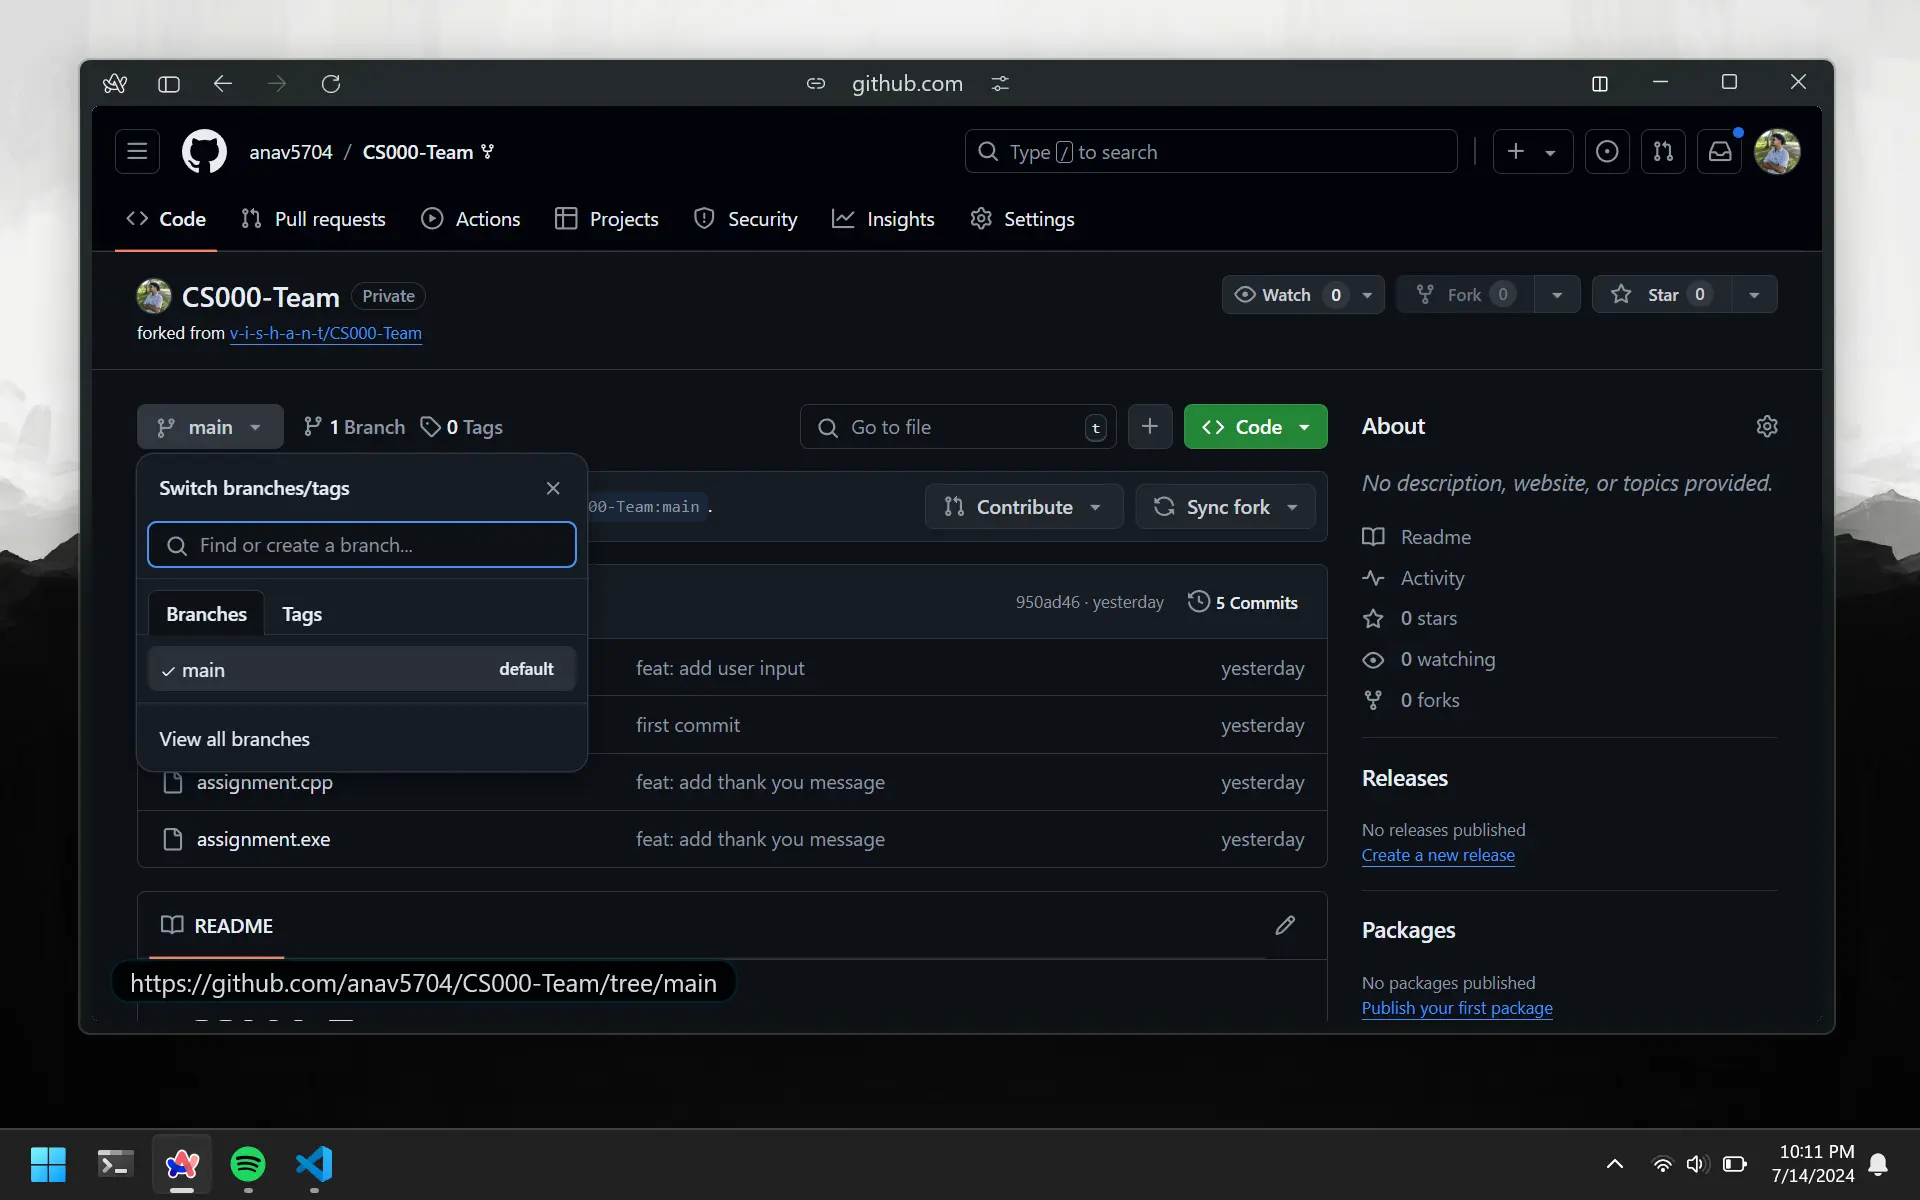 github.com
anav5704 / CS000-Team
Type / to search
Code Pull requests Actions Projects Security Insights Settings
CS000-Team Private
forked from v-i-s-h-a-n-t/CS000-Team
Watch 0 Fork 0 Star 0
main 1 Branch 0 Tags Go to file t + Code
Switch branches/tags
Find or create a branch...
Branches Tags
main default
View all branches
00-Team:main .
Contribute Sync fork
950ad46 · yesterday 5 Commits
feat: add user input yesterday
first commit yesterday
assignment.cpp feat: add thank you message yesterday
assignment.exe feat: add thank you message yesterday
README
https://github.com/anav5704/CS000-Team/tree/main
About
No description, website, or topics provided.
Readme
Activity
0 stars
0 watching
0 forks
Releases
No releases published
Create a new release
Packages
No packages published
Publish your first package
10:11 PM
7/14/2024